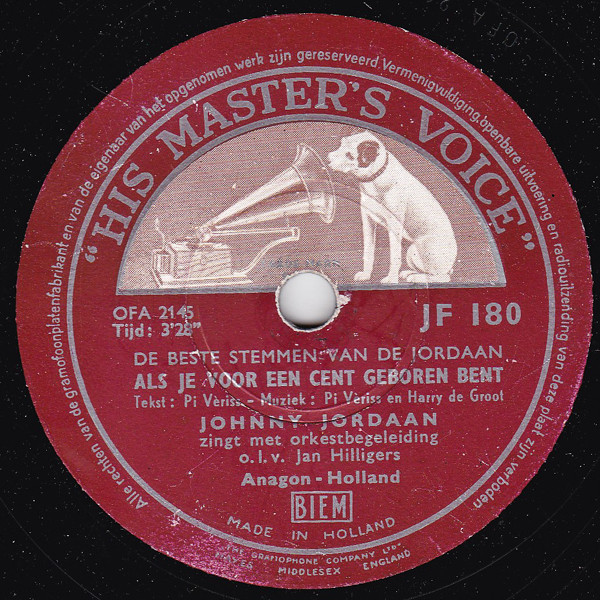 Alle rechten van de gramofoonplatenfabrikant en van de eigenaar van het opgenomen werk zijn gereserveerd. Vermenigvuldiging, openbare uitvoering en radiouitzending van deze plaat zijn verboden
"HIS MASTER'S VOICE"
OFA 2145
Tijd: 3'28"
JF 180
DE BESTE STEMMEN VAN DE JORDAAN
ALS JE VOOR EEN CENT GEBOREN BENT
Tekst: Pi Vèriss - Muziek: Pi Vèriss en Harry de Groot
JOHNNY JORDAAN
zingt met orkestbegeleiding
o.l.v. Jan Hilligers
Anagon - Holland
BIEM
MADE IN HOLLAND
THE GRAMOPHONE COMPANY LTD.
HAYES MIDDLESEX ENGLAND